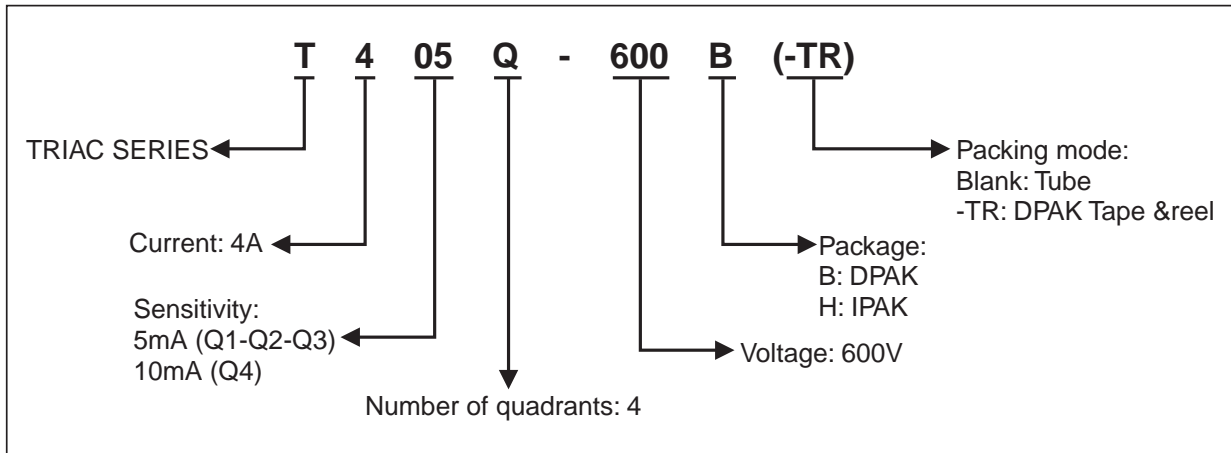 T 4 05 Q - 600 B (-TR)
TRIAC SERIES
Packing mode:
Blank: Tube
-TR: DPAK Tape &reel
Current: 4A
Package:
B: DPAK
H: IPAK
Sensitivity:
5mA (Q1-Q2-Q3)
10mA (Q4)
Voltage: 600V
Number of quadrants: 4